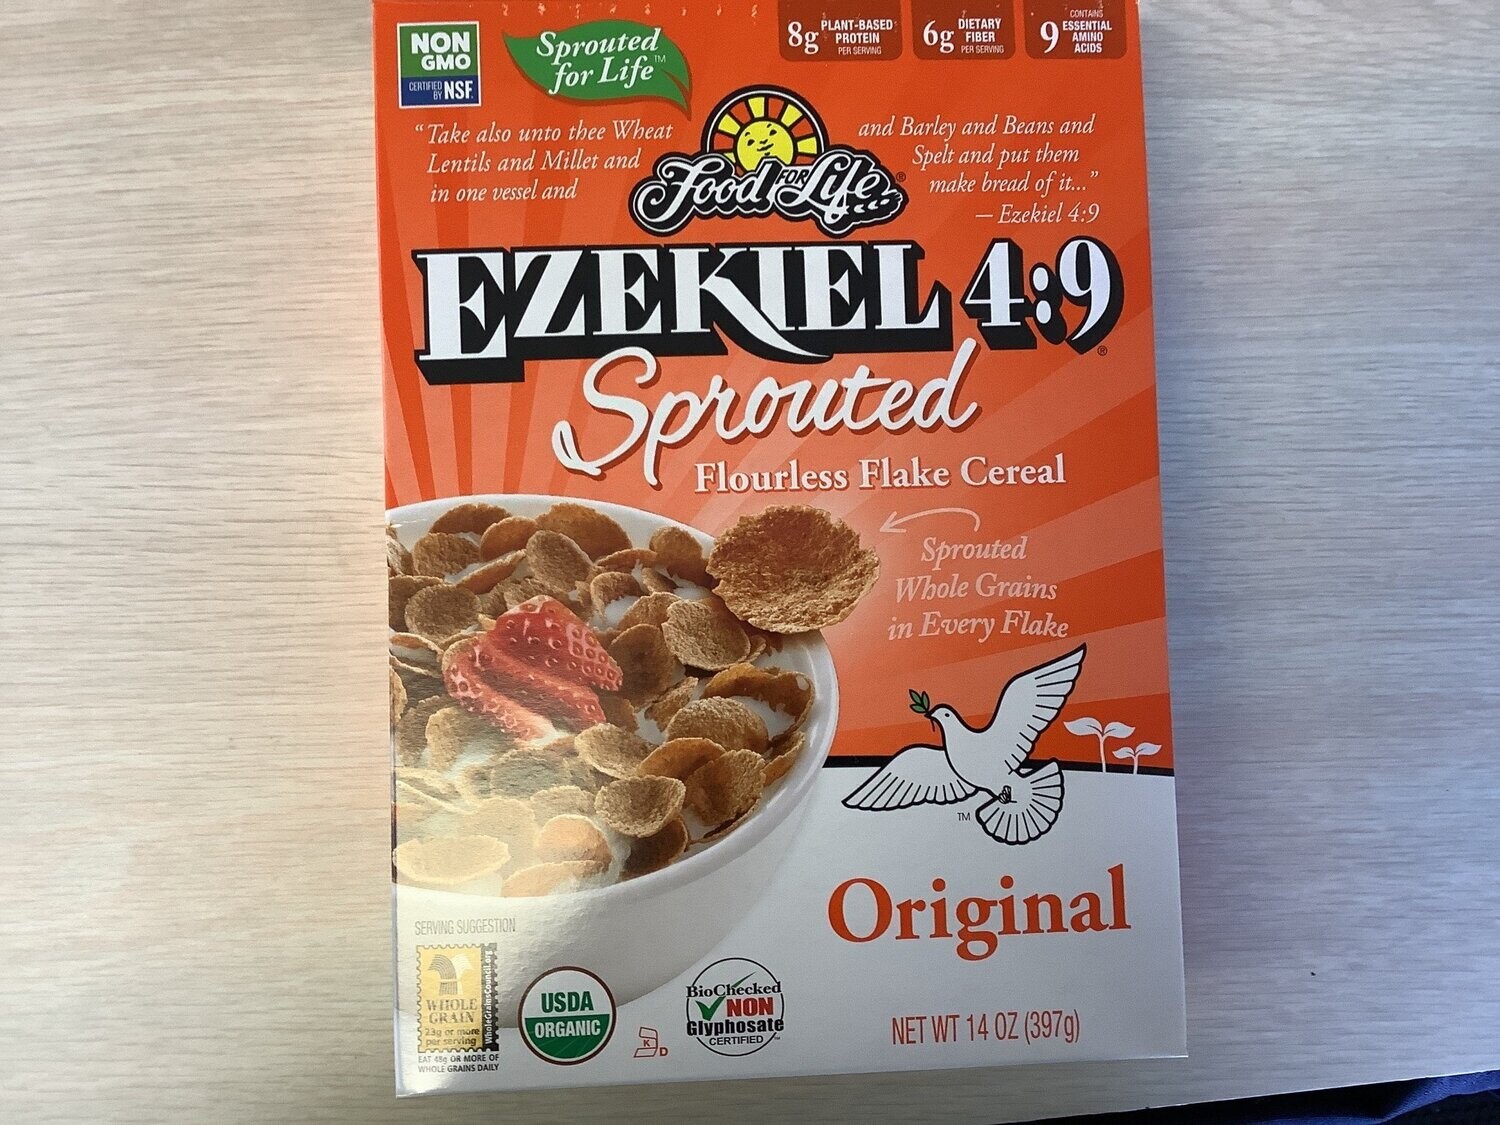 NON
GMO
CERTIFIED
BY NSF
Sprouted
for Life™
8g PLANT-BASED
PROTEIN
PER SERVING
6g DIETARY
FIBER
PER SERVING
CONTAINS
9 ESSENTIAL
AMINO
ACIDS
“Take also unto thee Wheat
Lentils and Millet and
in one vessel and
Food FOR Life®
and Barley and Beans and
Spelt and put them
make bread of it...”
— Ezekiel 4:9
EZEKIEL 4:9®
Sprouted
Flourless Flake Cereal
Sprouted
Whole Grains
in Every Flake
TM
Original
SERVING SUGGESTION
WHOLE
GRAIN
23g or more
per serving
WholeGrainsCouncil.org
EAT 48g OR MORE OF
WHOLE GRAINS DAILY
USDA
ORGANIC
K D
BioChecked
NON
Glyphosate
CERTIFIED™
NET WT 14 OZ (397g)